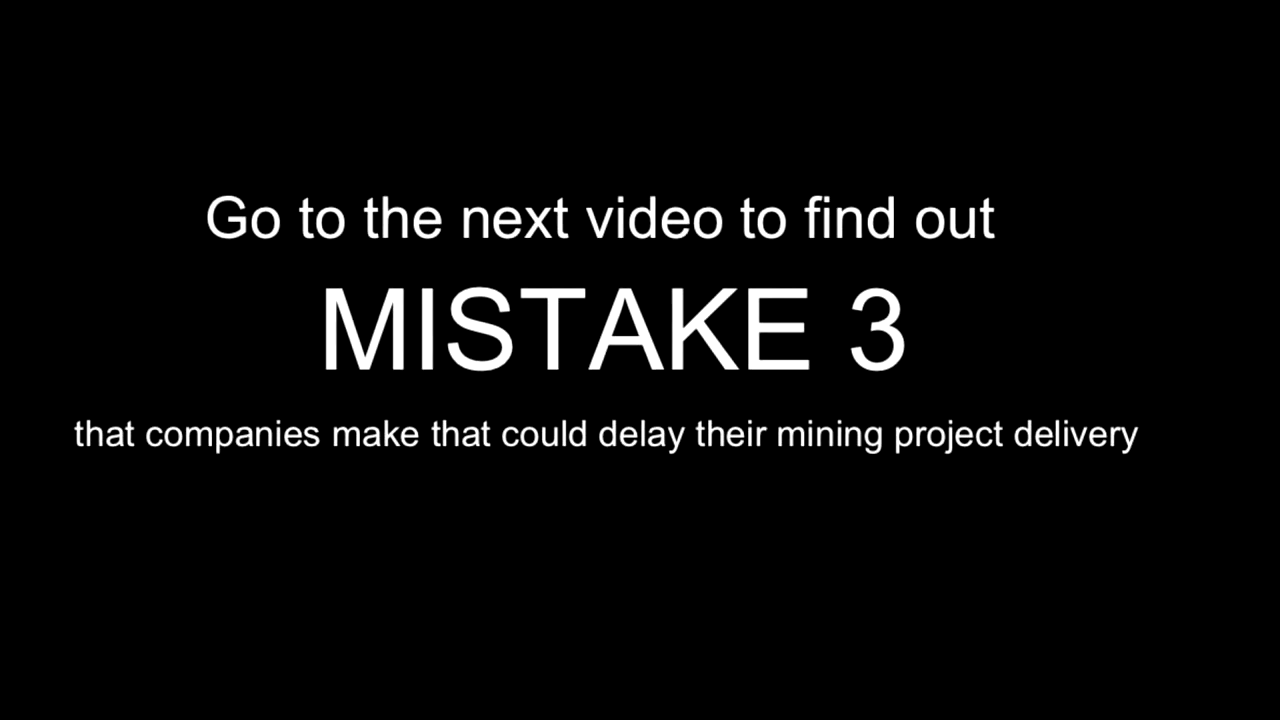 Go to the next video to find out
MISTAKE 3
that companies make that could delay their mining project delivery